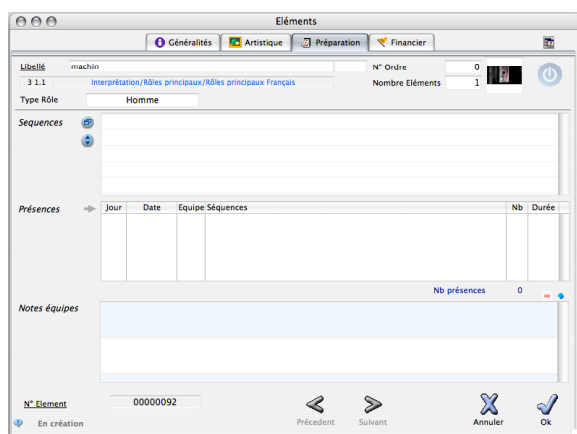 Eléments
Généralités Artistique Préparation Financier
Libellé machin N° Ordre 0
3 1.1 Interprétation/Rôles principaux/Rôles principaux Français Nombre Eléments 1
Type Rôle Homme
Sequences
Présences Jour Date Equipe Séquences Nb Durée
Nb présences 0
Notes équipes
N° Element 00000092
Précedent Suivant Annuler Ok
En création